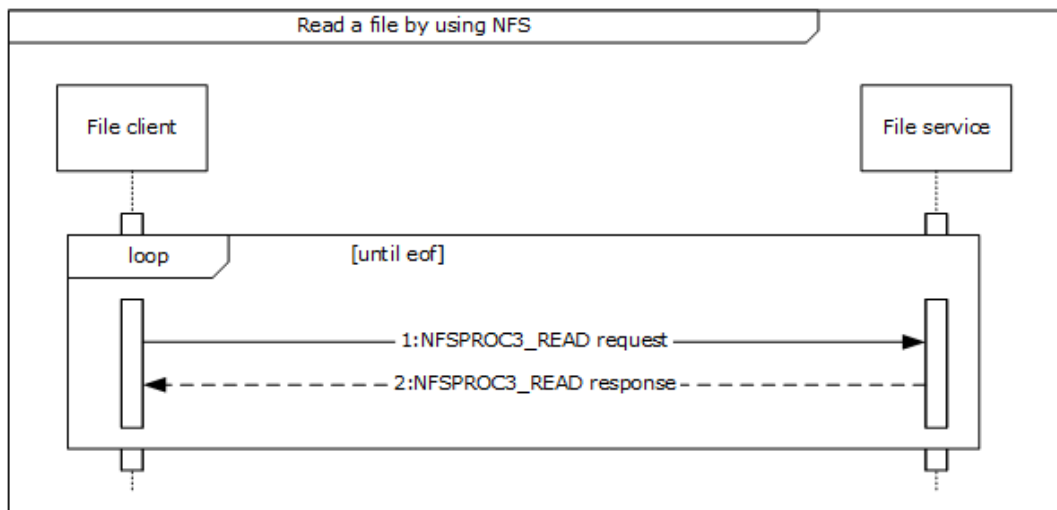 Read a file by using NFS
File client
File service
loop
[until eof]
1:NFSPROC3_READ request
2:NFSPROC3_READ response